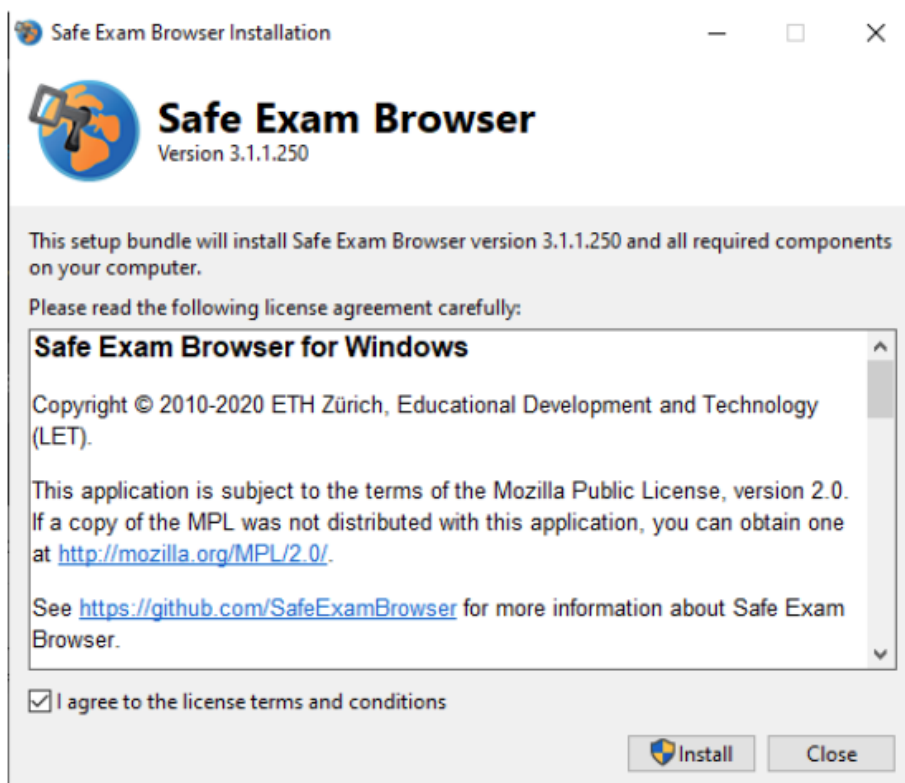 Safe Exam Browser Installation
Safe Exam Browser
Version 3.1.1.250
This setup bundle will install Safe Exam Browser version 3.1.1.250 and all required components
on your computer.
Please read the following license agreement carefully:
Safe Exam Browser for Windows
Copyright © 2010-2020 ETH Zürich, Educational Development and Technology
(LET).
This application is subject to the terms of the Mozilla Public License, version 2.0.
If a copy of the MPL was not distributed with this application, you can obtain one
at http://mozilla.org/MPL/2.0/.
See https://github.com/SafeExamBrowser for more information about Safe Exam
Browser.
I agree to the license terms and conditions
Install Close